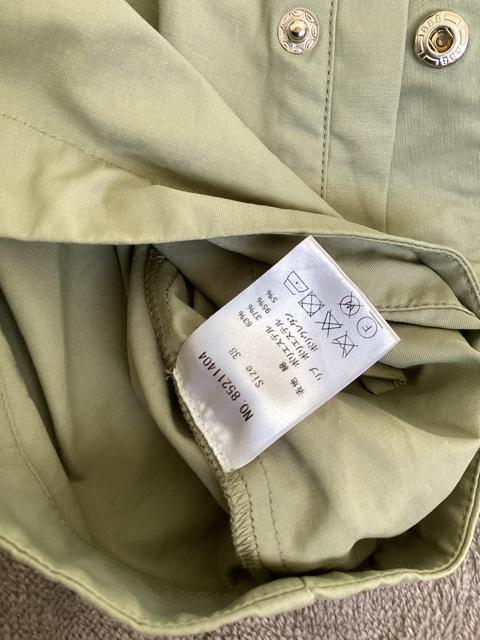 NO. 85211404
Size 38
表地 綿 63%
ポリエステル 37%
リブ ポリエステル 95%
ポリウレタン 5%
F
W